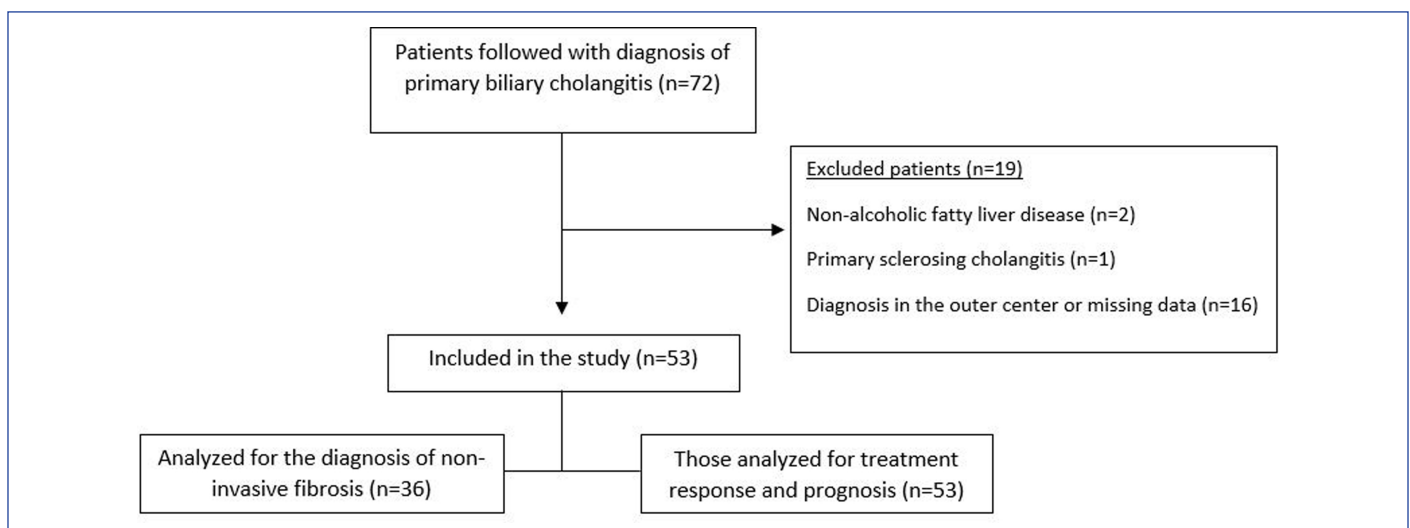 Patients followed with diagnosis of
primary biliary cholangitis (n=72)
Excluded patients (n=19)
Non-alcoholic fatty liver disease (n=2)
Primary sclerosing cholangitis (n=1)
Diagnosis in the outer center or missing data (n=16)
Included in the study (n=53)
Analyzed for the diagnosis of non-
invasive fibrosis (n=36)
Those analyzed for treatment
response and prognosis (n=53)